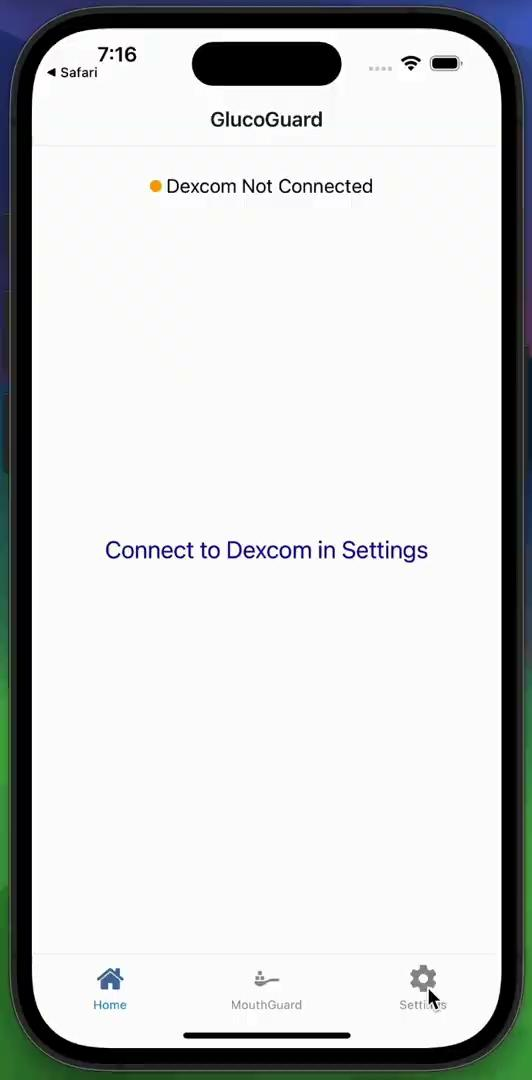 7:16
◀ Safari
GlucoGuard
Dexcom Not Connected
Connect to Dexcom in Settings
Home
MouthGuard
Settings